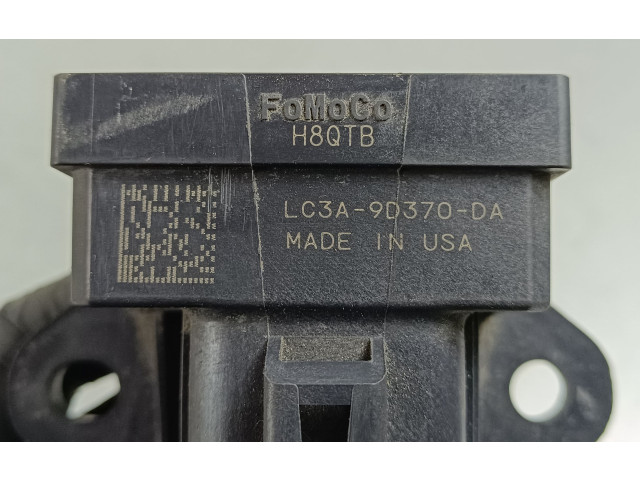 FoMoCo
H8QTB
LC3A-9D370-DA
MADE IN USA